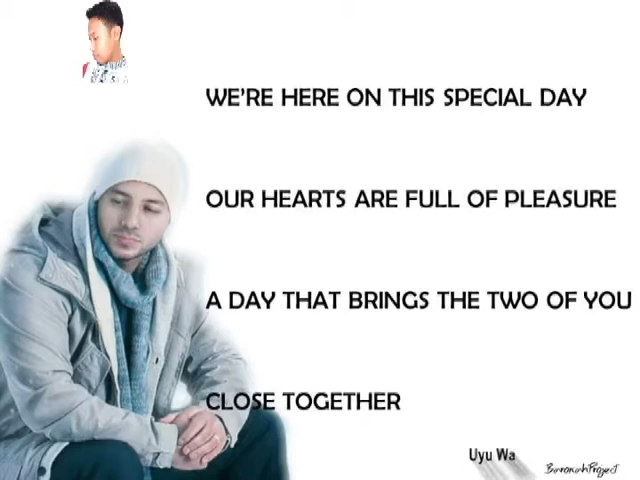 WE'RE HERE ON THIS SPECIAL DAY
OUR HEARTS ARE FULL OF PLEASURE
A DAY THAT BRINGS THE TWO OF YOU
CLOSE TOGETHER
Uyu Wa
BarokahProject